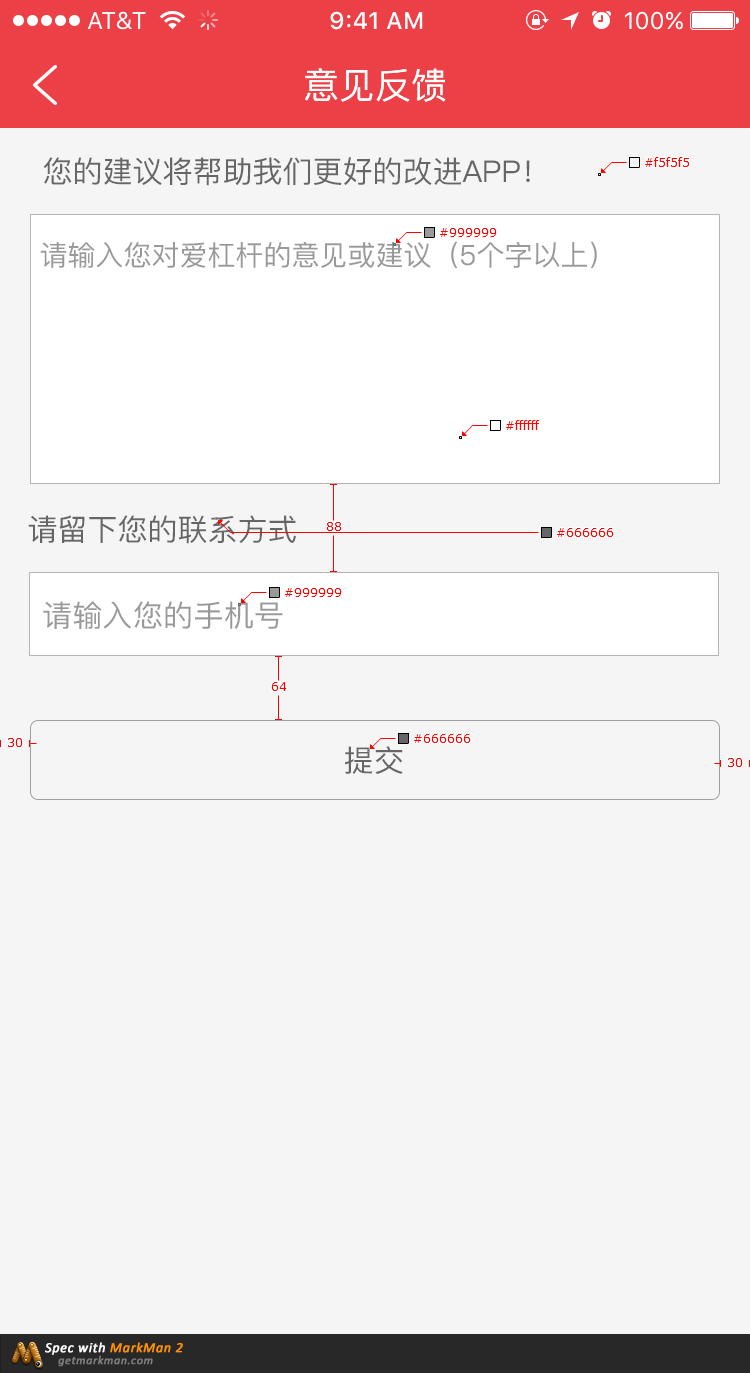 AT&T 9:41 AM 100%
意见反馈
您的建议将帮助我们更好的改进APP！
#f5f5f5
#999999
请输入您对爱杠杆的意见或建议（5个字以上）
#ffffff
88
请留下您的联系方式
#666666
#999999
请输入您的手机号
64
30
#666666
提交
30
Spec with MarkMan 2
getmarkman.com